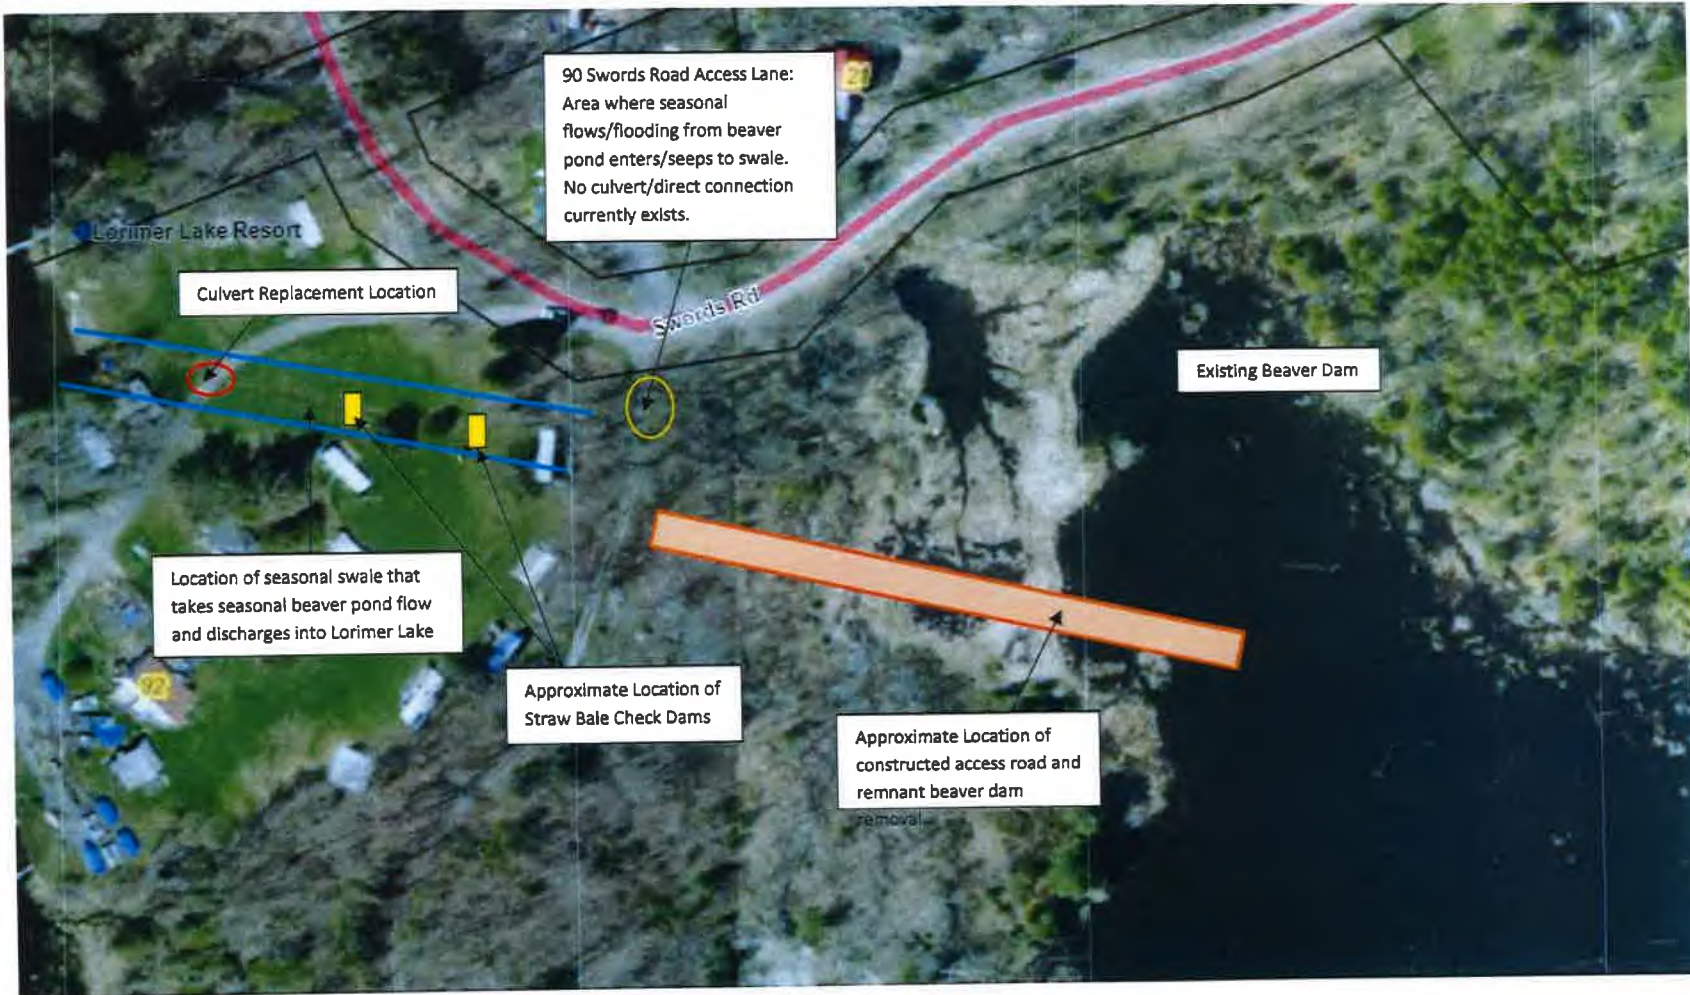 90 Swords Road Access Lane:
Area where seasonal
flows/flooding from beaver
pond enters/seeps to swale.
No culvert/direct connection
currently exists.
21
Lorimer Lake Resort
Culvert Replacement Location
Swords Rd
Existing Beaver Dam
Location of seasonal swale that
takes seasonal beaver pond flow
and discharges into Lorimer Lake
92
Approximate Location of
Straw Bale Check Dams
Approximate Location of
constructed access road and
remnant beaver dam
removal.